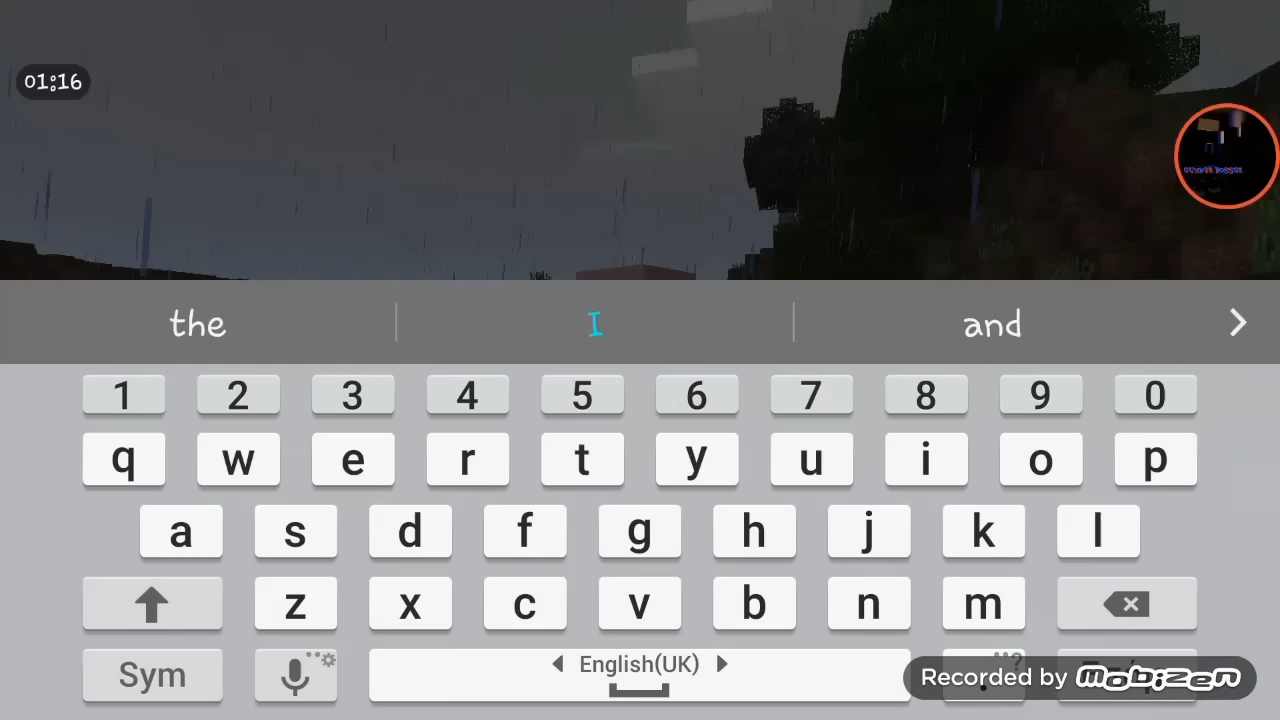 01:16
the I and
1 2 3 4 5 6 7 8 9 0
q w e r t y u i o p
a s d f g h j k l
z x c v b n m
Sym English(UK) . ?
Recorded by mobizen